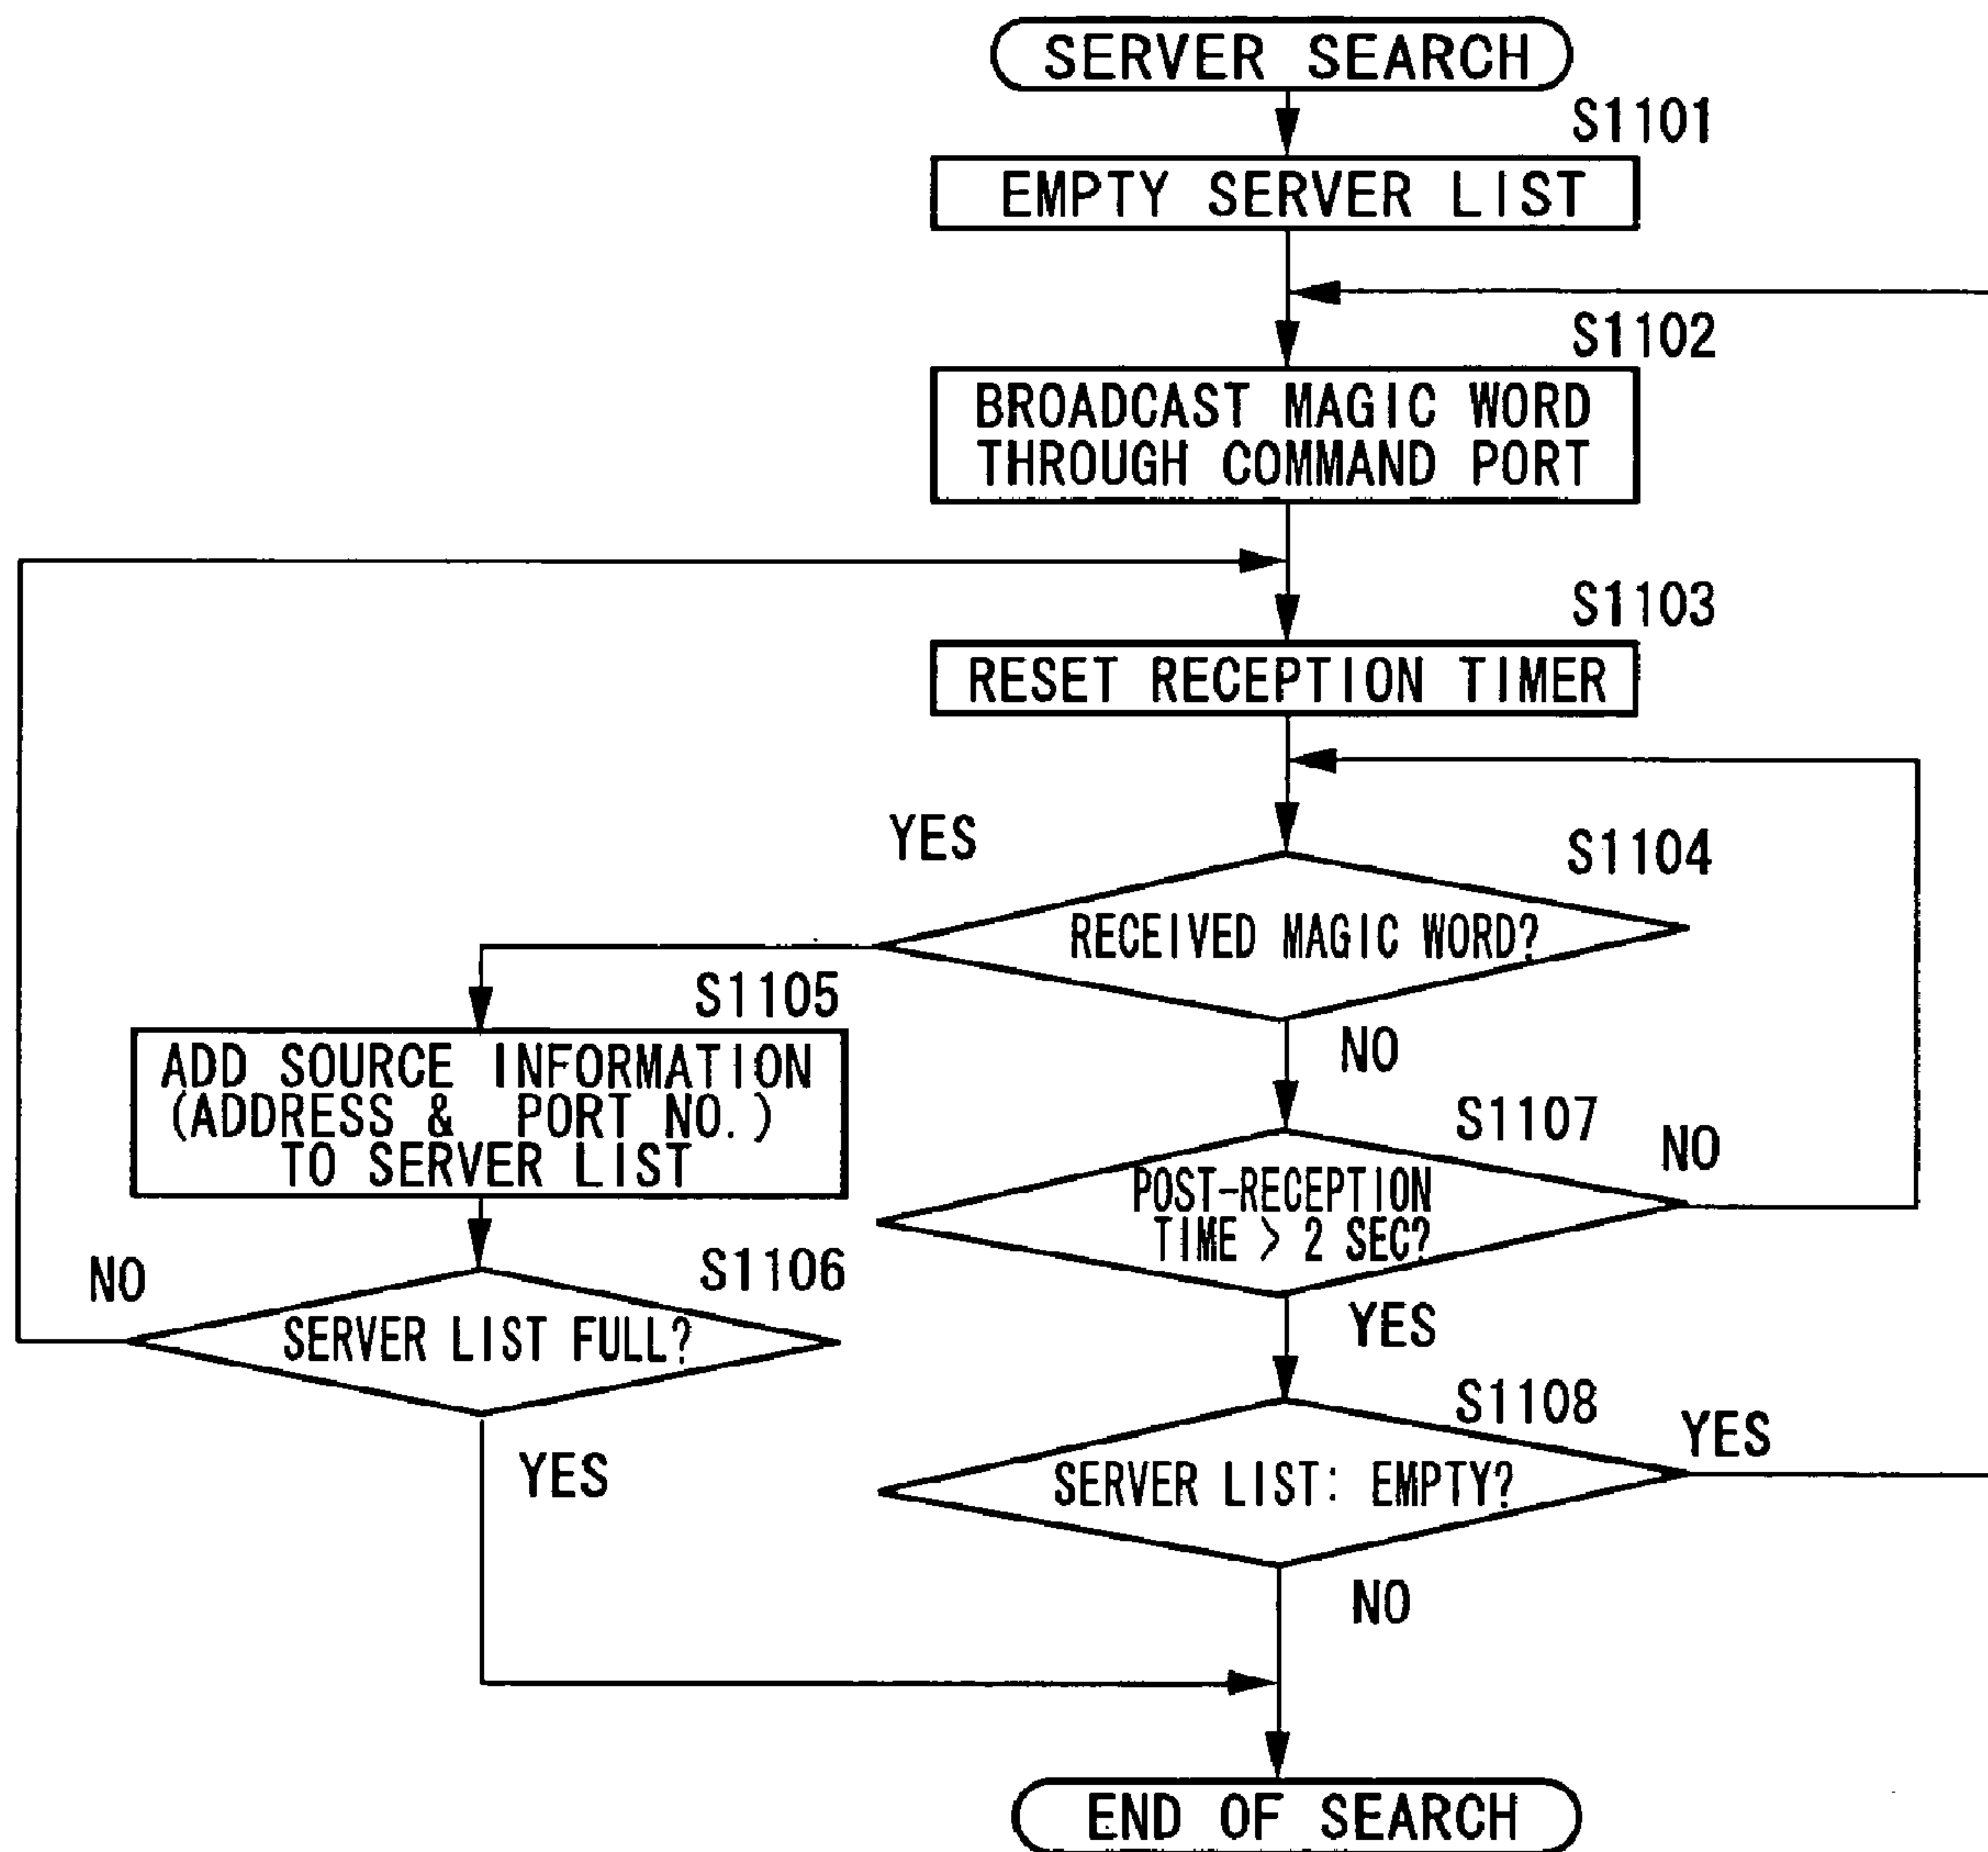 SERVER SEARCH
S1101
EMPTY SERVER LIST
S1102
BROADCAST MAGIC WORD
THROUGH COMMAND PORT
S1103
RESET RECEPTION TIMER
YES
S1104
RECEIVED MAGIC WORD?
S1105
NO
ADD SOURCE INFORMATION
(ADDRESS & PORT NO.)
TO SERVER LIST
S1107
NO
POST-RECEPTION
TIME > 2 SEC?
NO
S1106
SERVER LIST FULL?
YES
S1108
YES
YES
SERVER LIST: EMPTY?
NO
END OF SEARCH